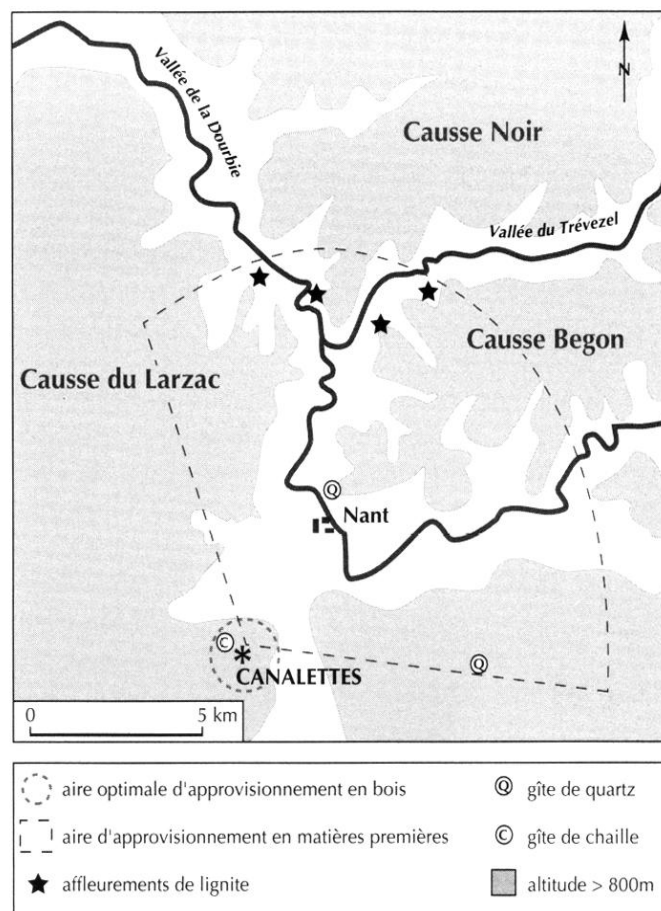 Vallée de la Dourbie
N
Causse Noir
Vallée du Trévezel
Causse Begon
Causse du Larzac
Q
Nant
C
Q
CANALETTES
0 5 km
aire optimale d'approvisionnement en bois
Q gîte de quartz
aire d'approvisionnement en matières premières
C gîte de chaille
affleurements de lignite
altitude > 800m